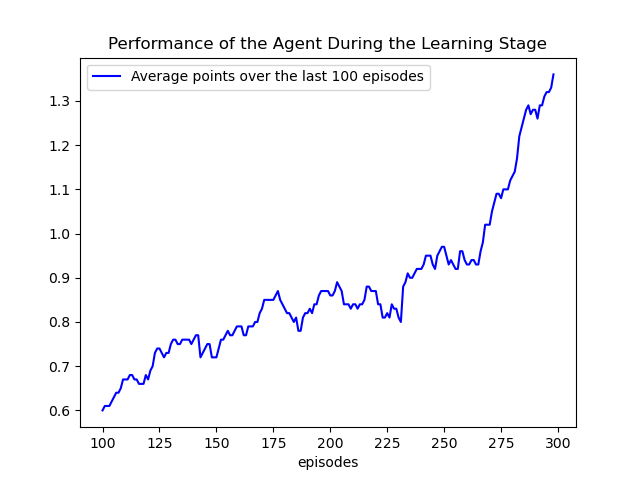 Performance of the Agent During the Learning Stage
Average points over the last 100 episodes
1.3
1.2
1.1
1.0
0.9
0.8
0.7
0.6
100 125 150 175 200 225 250 275 300
episodes